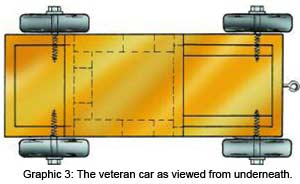 Graphic 3: The veteran car as viewed from underneath.